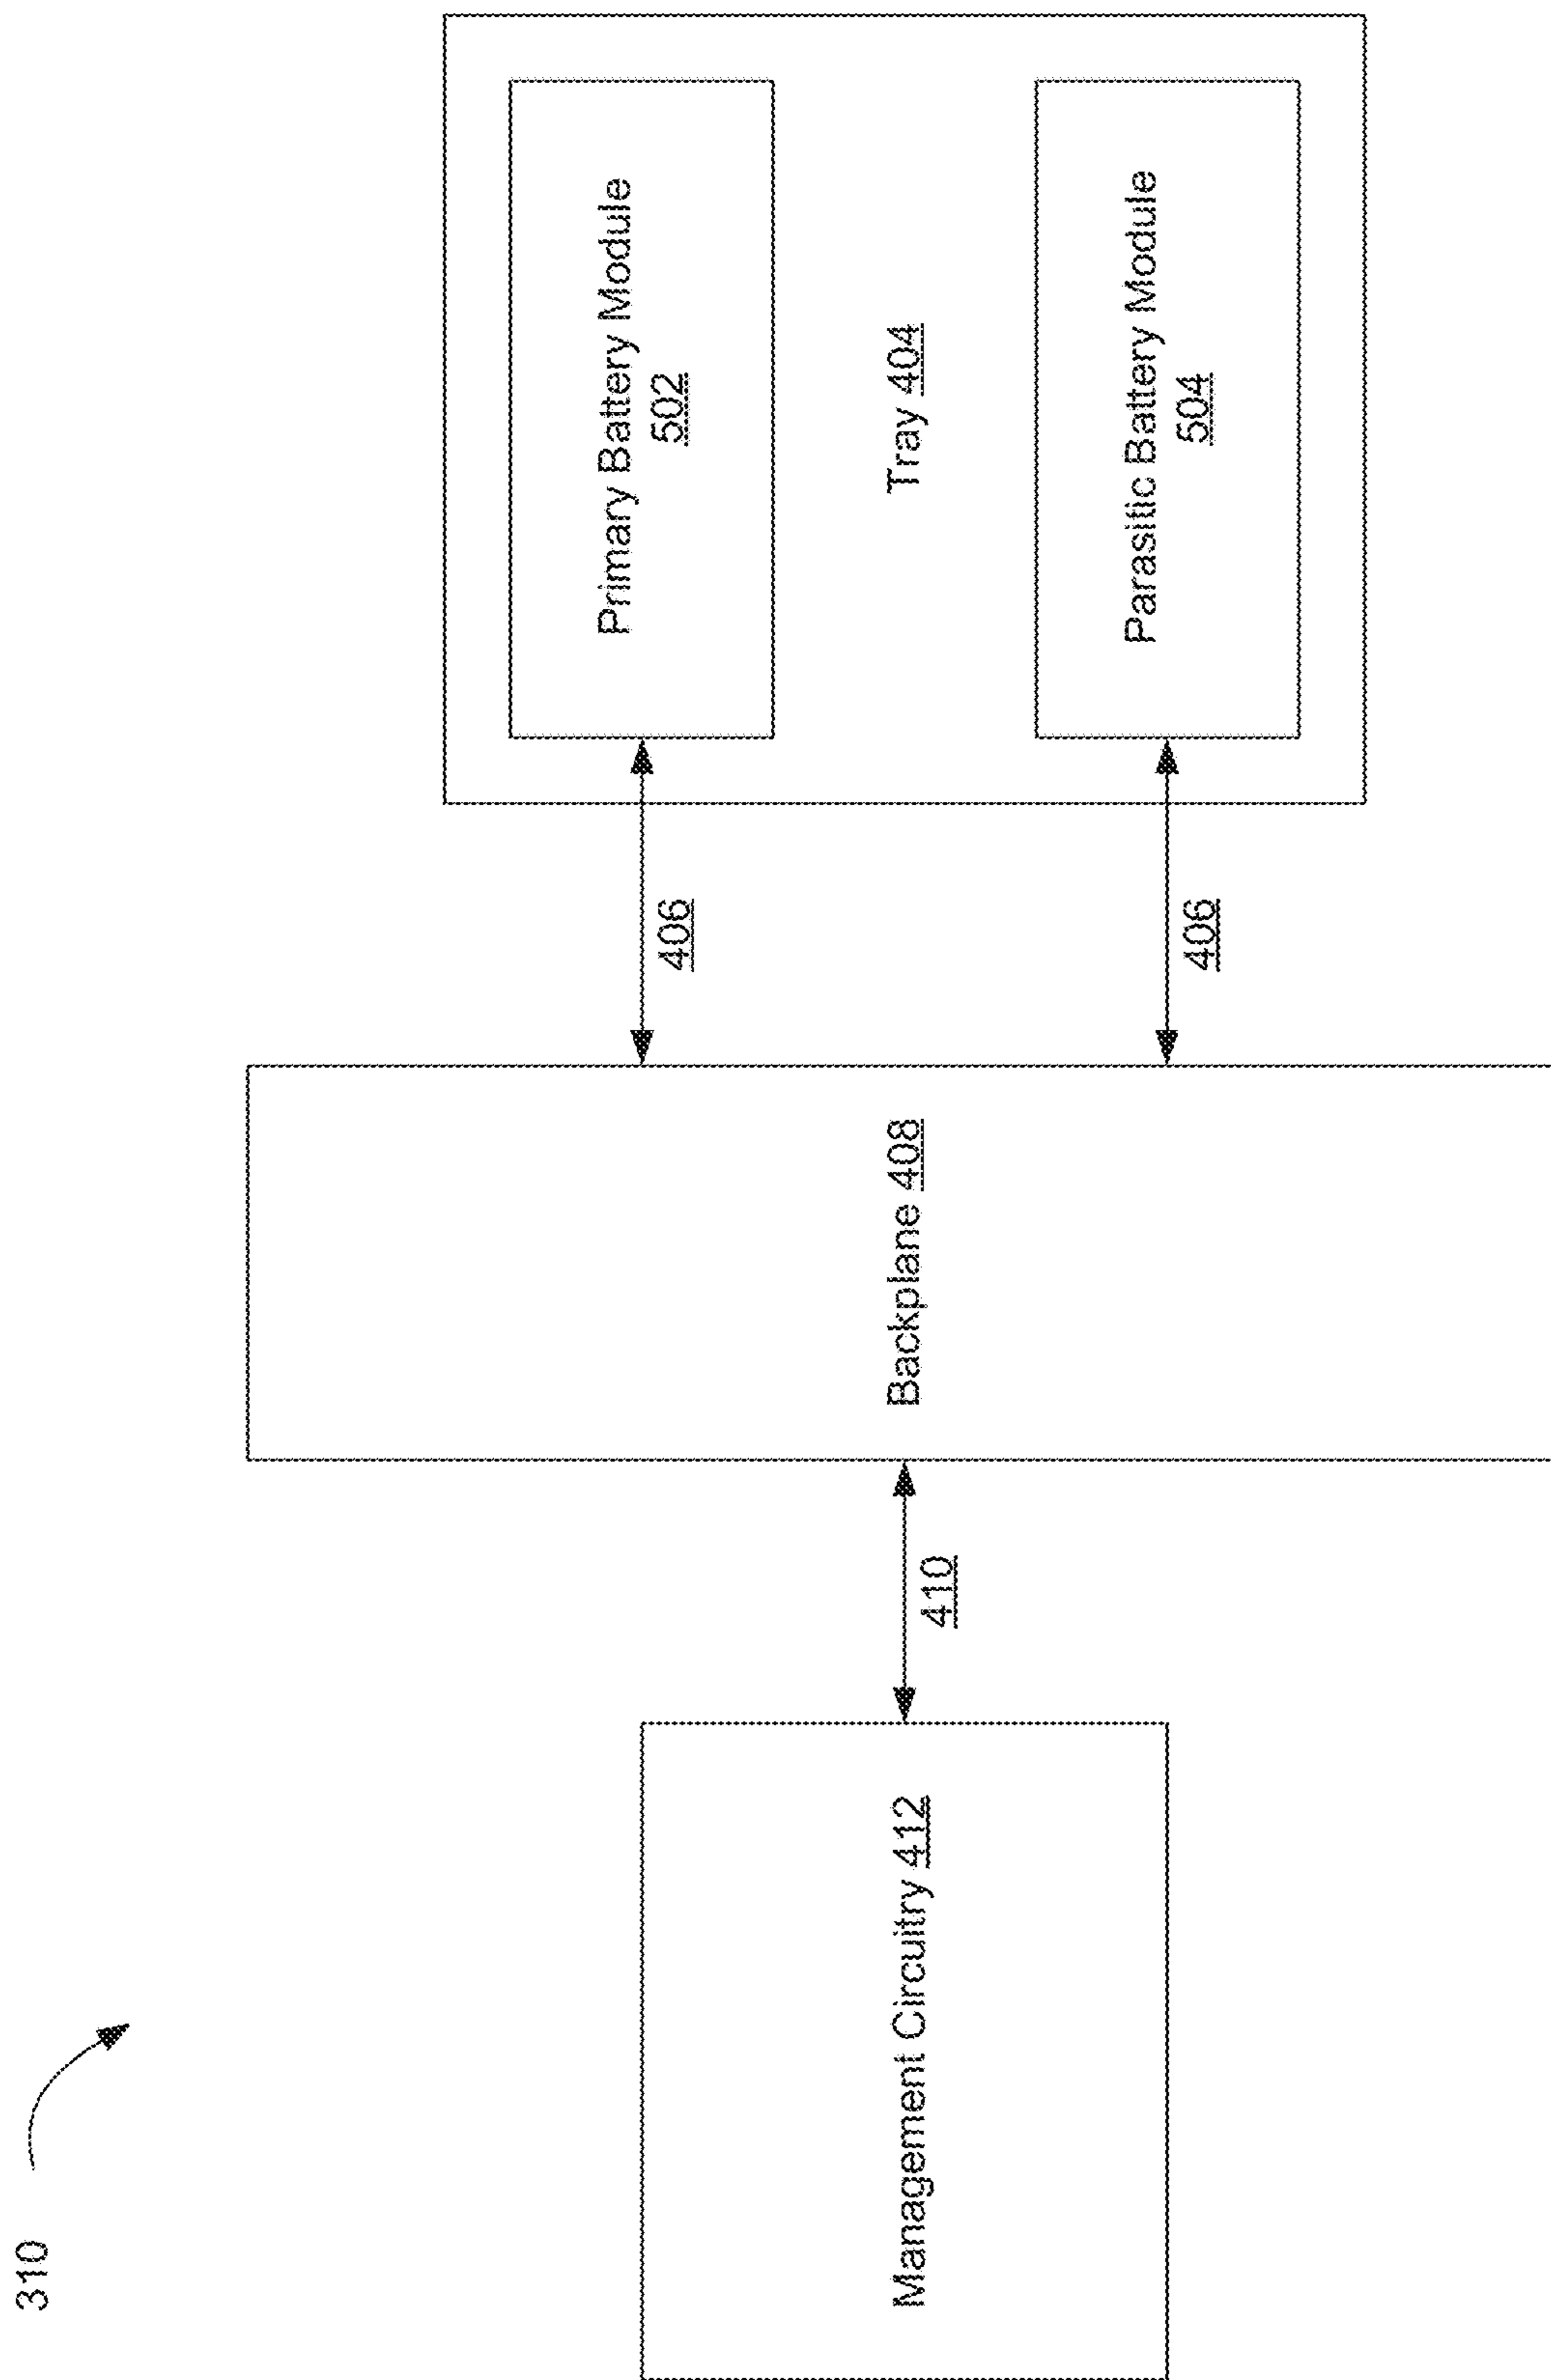 310
Management Circuitry 412
410
Backplane 408
406
406
Primary Battery Module
502
Tray 404
Parasitic Battery Module
504